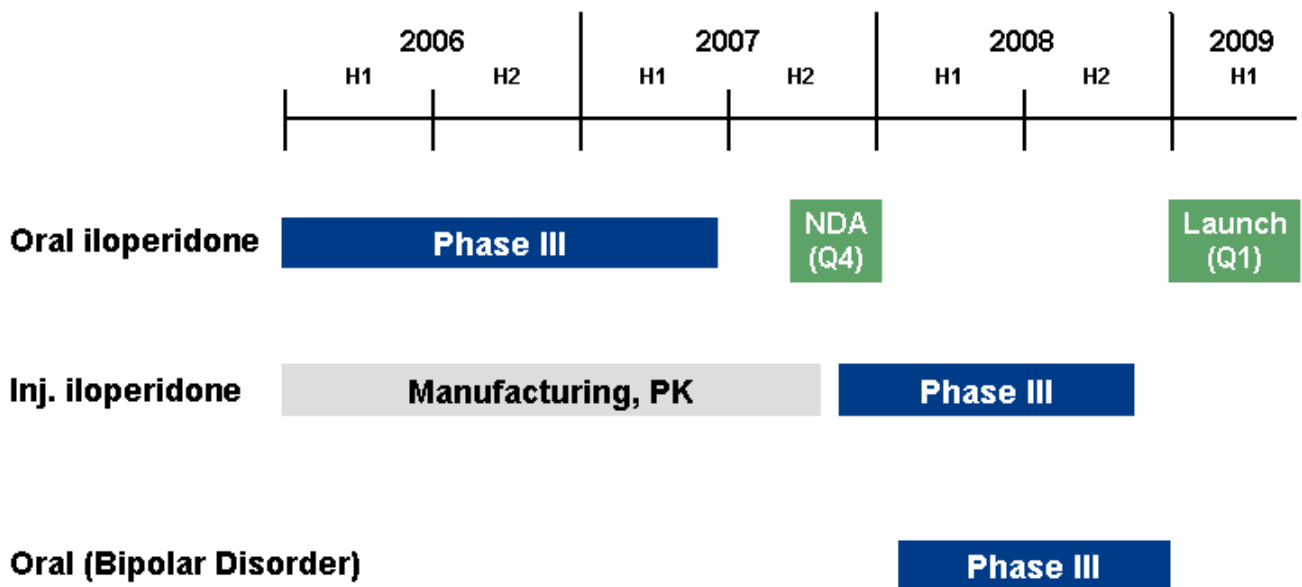 2006 2007 2008 2009
H1 H2 H1 H2 H1 H2 H1
Oral iloperidone Phase III NDA (Q4) Launch (Q1)
Inj. iloperidone Manufacturing, PK Phase III
Oral (Bipolar Disorder) Phase III